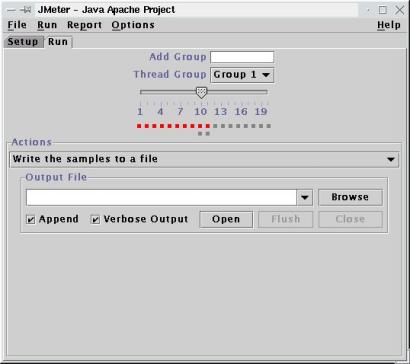 JMeter - Java Apache Project
File Run Report Options Help
Setup Run
Add Group
Thread Group Group 1
1 4 7 10 13 16 19
Actions
Write the samples to a file
Output File
Browse
Append Verbose Output Open Flush Close